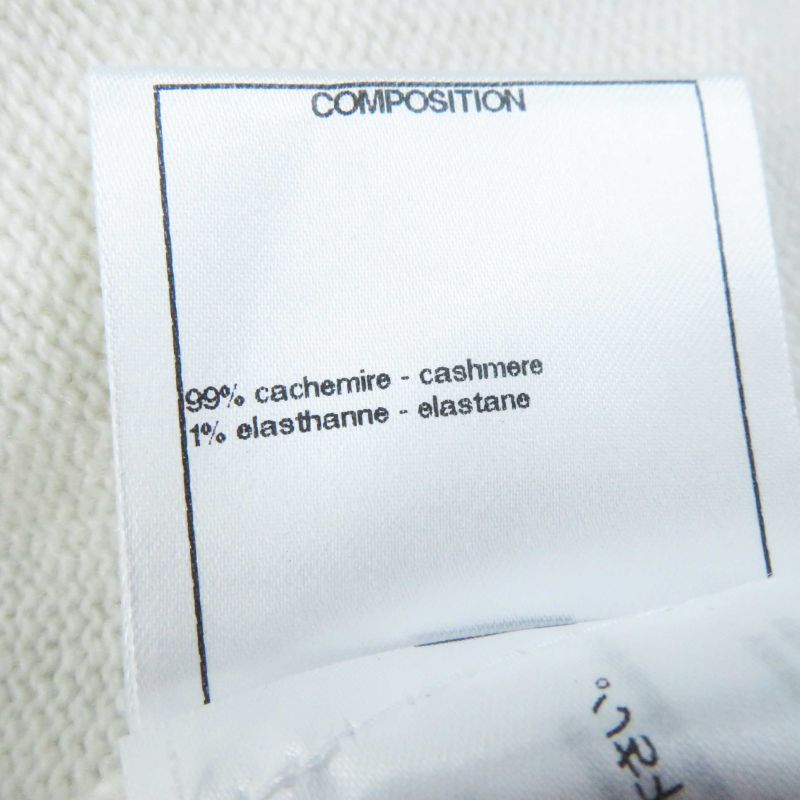 COMPOSITION
99% cachemire - cashmere
1% elasthanne - elastane